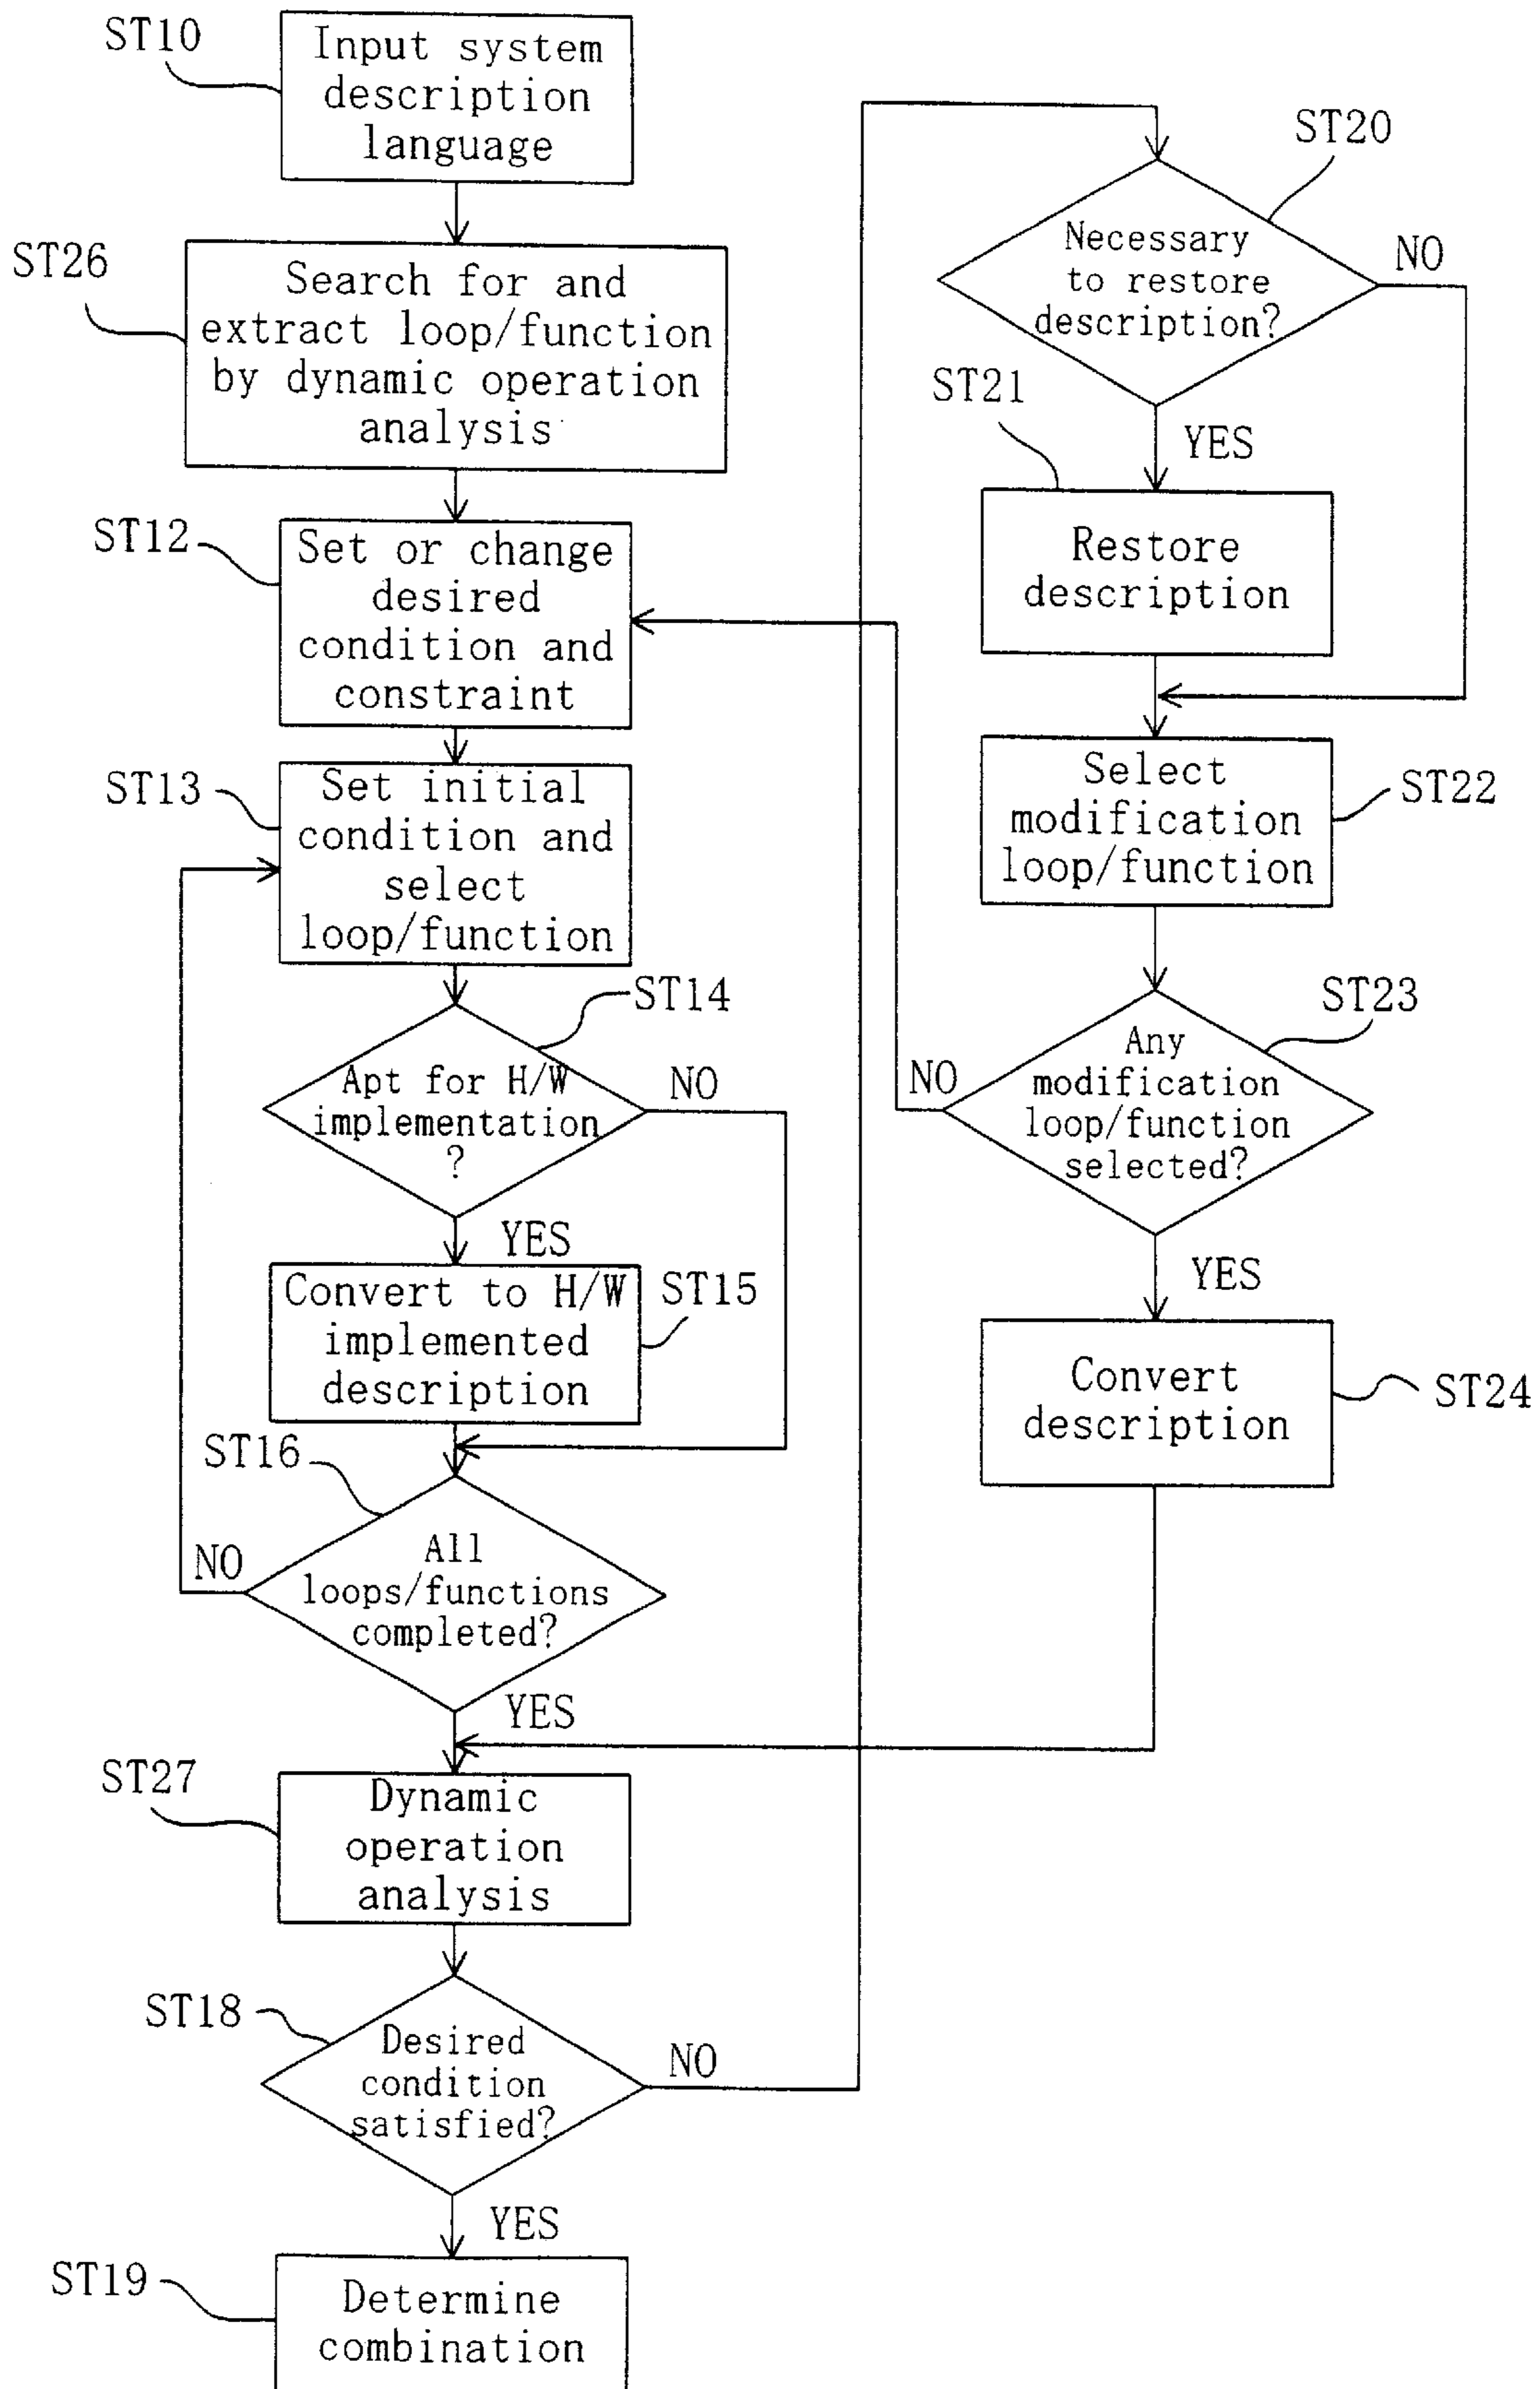 ST10
Input system
description
language
ST26
Search for and
extract loop/function
by dynamic operation
analysis
ST12
Set or change
desired
condition and
constraint
ST13
Set initial
condition and
select
loop/function
ST14
Apt for H/W
implementation
?
NO
YES
Convert to H/W
implemented
description
ST15
ST16
All
loops/functions
completed?
NO
YES
ST27
Dynamic
operation
analysis
ST18
Desired
condition
satisfied?
NO
YES
ST19
Determine
combination
ST20
Necessary
to restore
description?
NO
YES
ST21
Restore
description
Select
modification
loop/function
ST22
ST23
Any
modification
loop/function
selected?
NO
YES
Convert
description
ST24